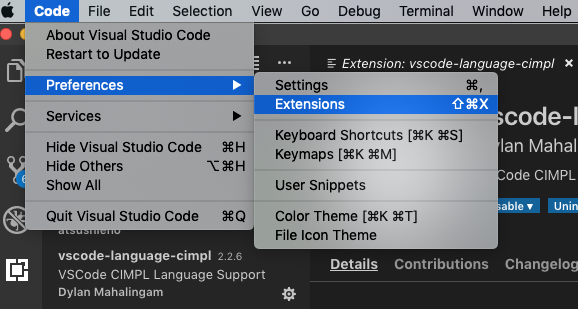 Code File Edit Selection View Go Debug Terminal Window Help
About Visual Studio Code
Restart to Update
Preferences
Services
Hide Visual Studio Code ⌘H
Hide Others ⌥⌘H
Show All
Quit Visual Studio Code ⌘Q
Settings ⌘,
Extensions ⇧⌘X
Keyboard Shortcuts [⌘K ⌘S]
Keymaps [⌘K ⌘M]
User Snippets
Color Theme [⌘K ⌘T]
File Icon Theme
Extension: vscode-language-cimpl
scode-l
Dylan Mahali
Code CIMPL
sable Unin
Details Contributions Changelog
vscode-language-cimpl 2.2.6
VSCode CIMPL Language Support
Dylan Mahalingam